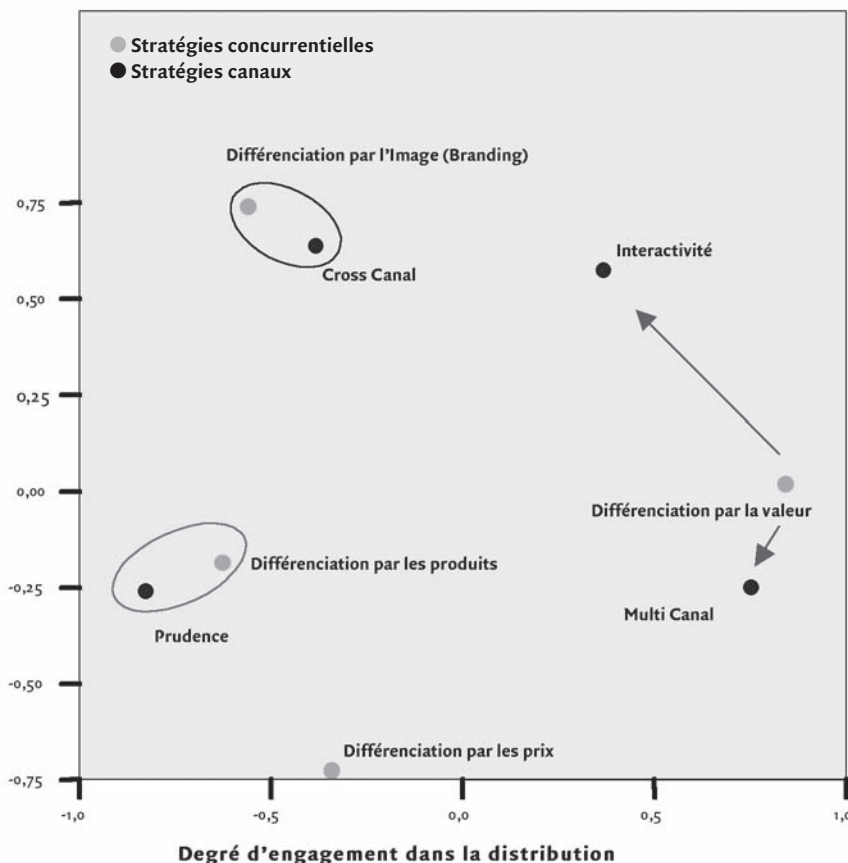 Stratégies concurrentielles
Stratégies canaux
Différenciation par l'Image (Branding)
0,75
Interactivité
Cross Canal
0,50
0,25
0,00
Différenciation par la valeur
Différenciation par les produits
-0,25
Multi Canal
Prudence
-0,50
Différenciation par les prix
-0,75
-1,0 -0,5 0,0 0,5 1,0
Degré d'engagement dans la distribution